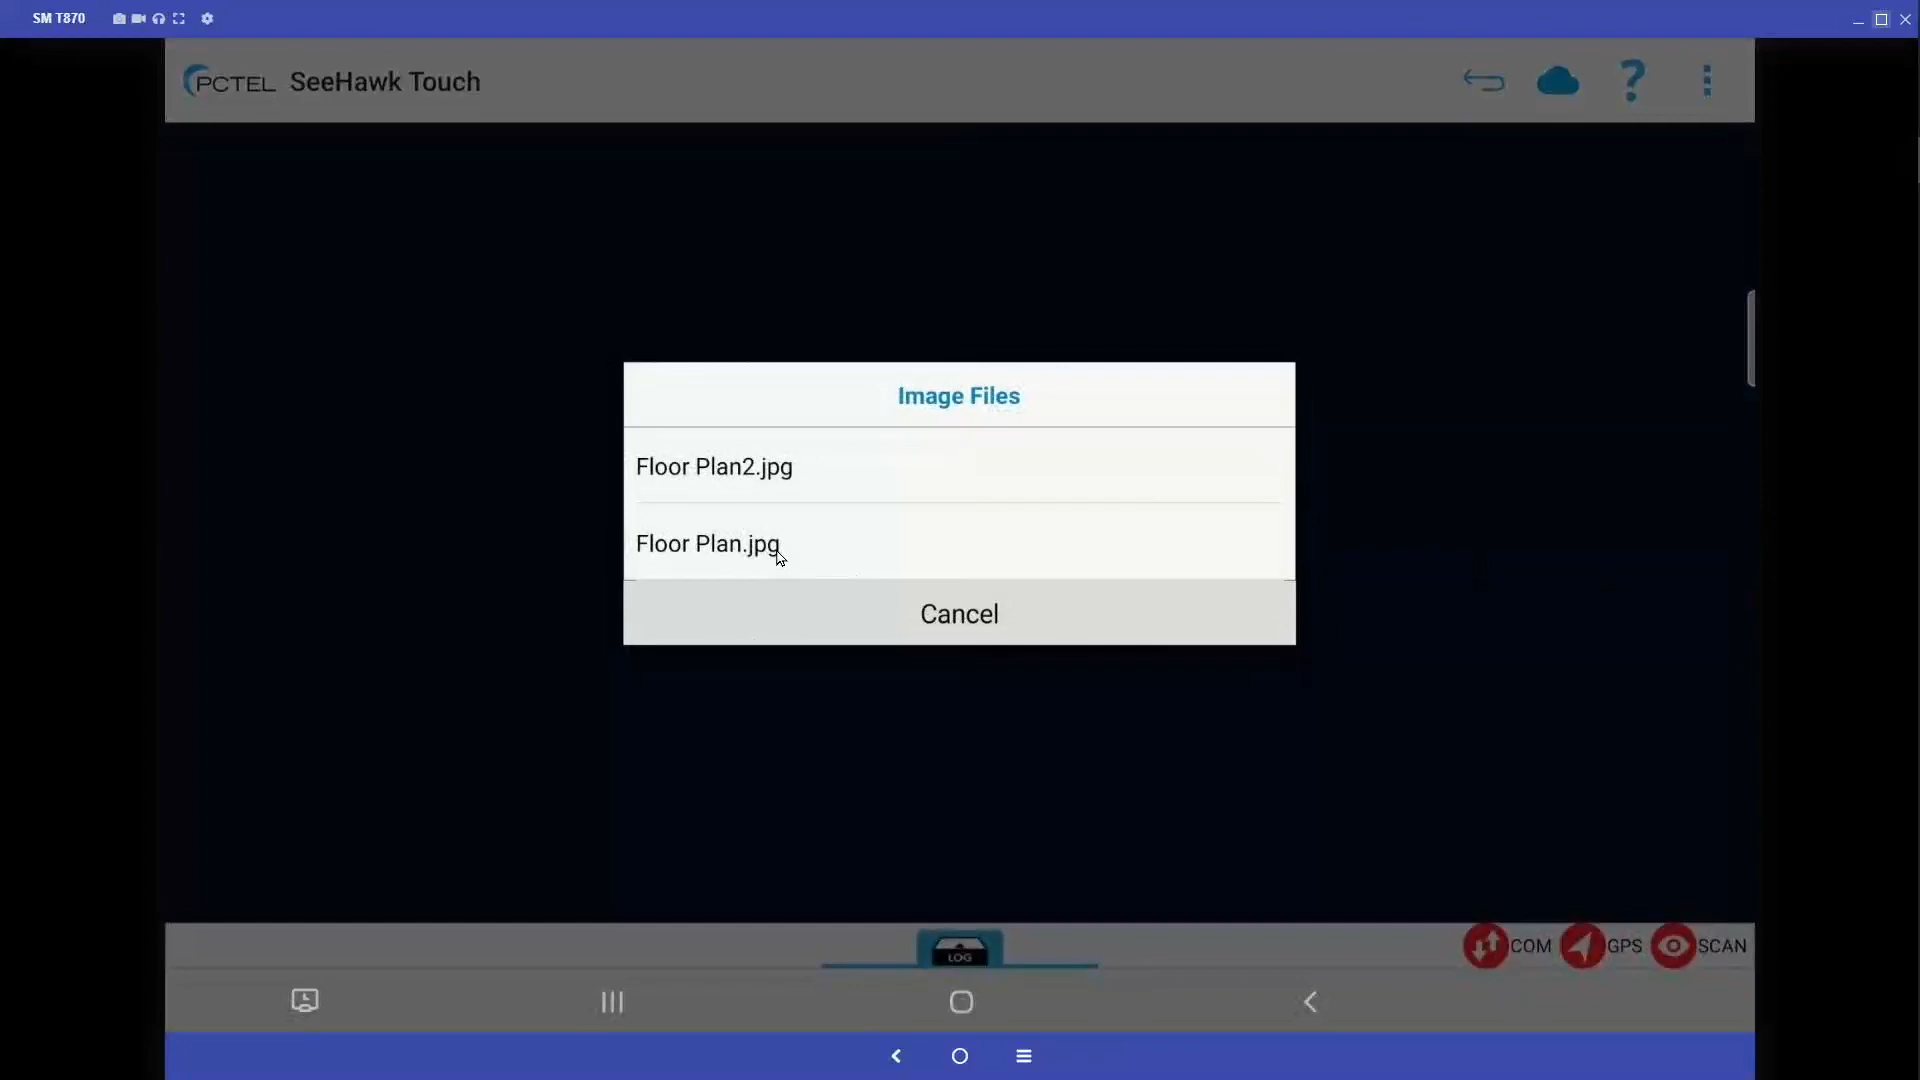 SM T870
PCTEL SeeHawk Touch
?
Image Files
Floor Plan2.jpg
Floor Plan.jpg
Cancel
LOG
COM
GPS
SCAN